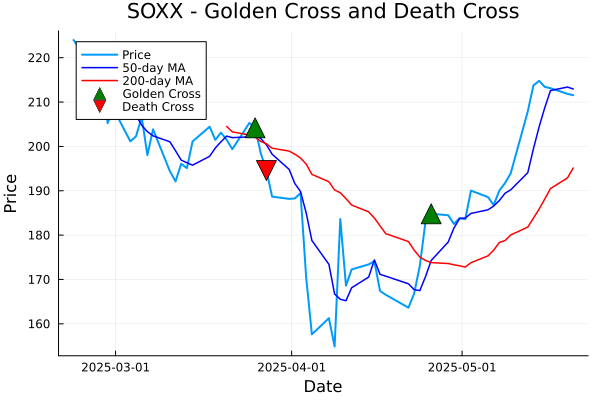 SOXX - Golden Cross and Death Cross
Price
50-day MA
200-day MA
Golden Cross
Death Cross
220
210
200
190
180
170
160
Price
2025-03-01
2025-04-01
2025-05-01
Date